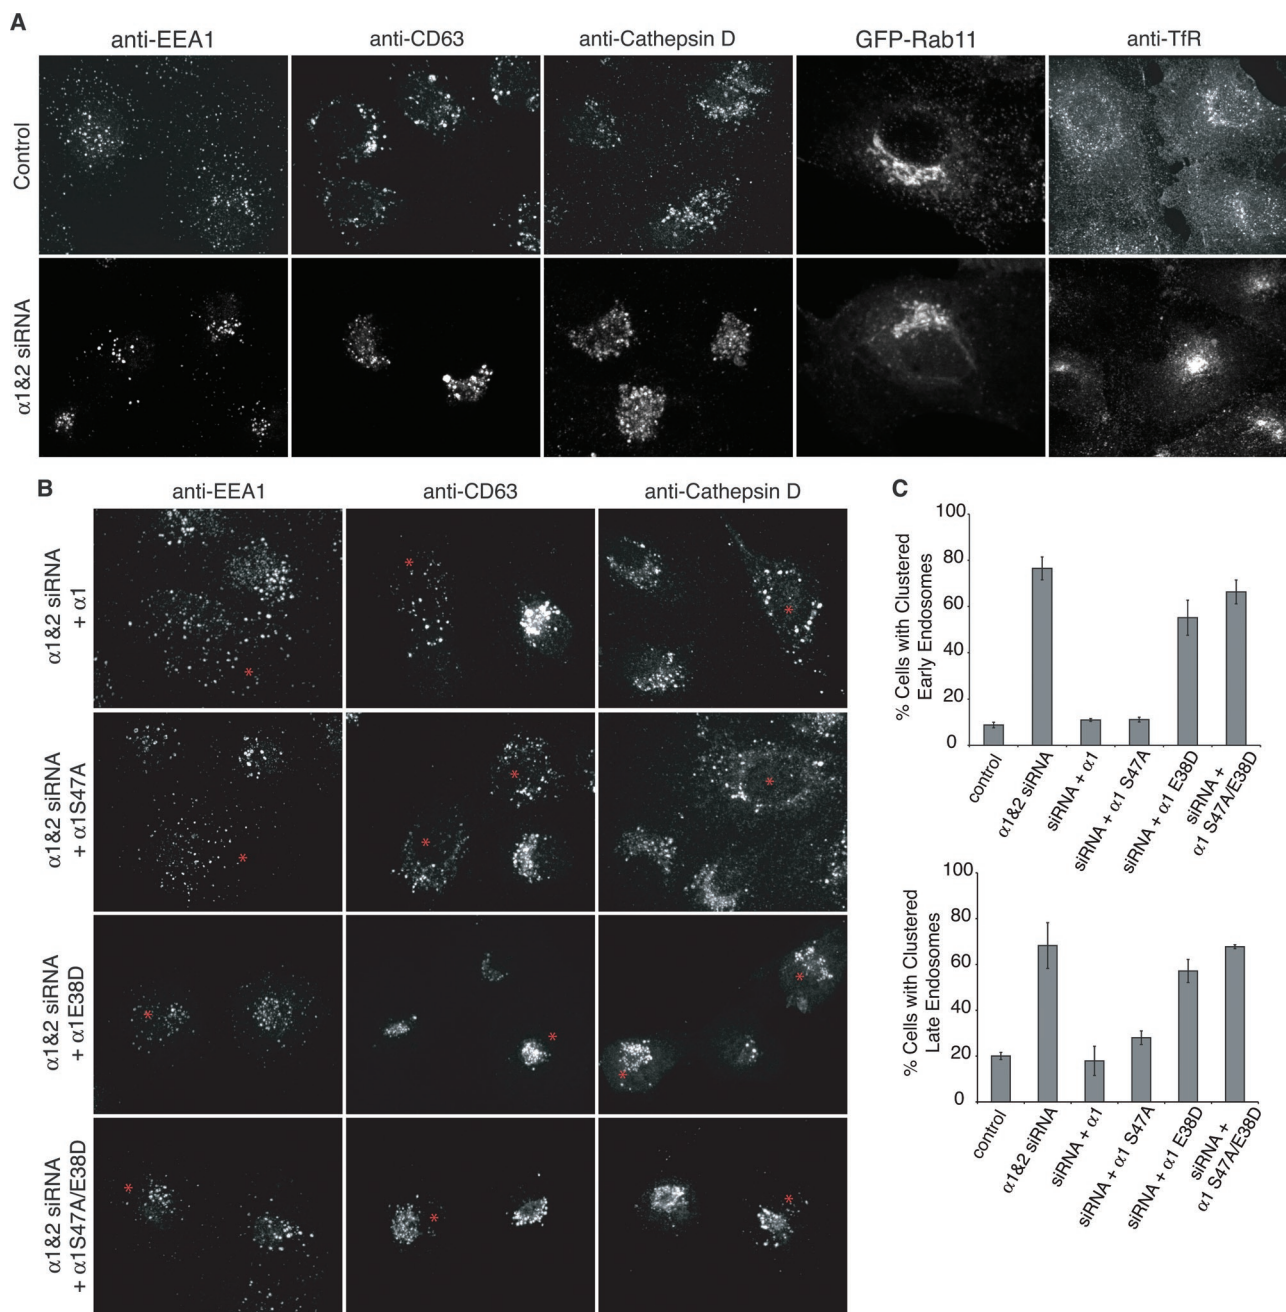 A
anti-EEA1
anti-CD63
anti-Cathepsin D
GFP-Rab11
anti-TfR
Control
α1&2 siRNA
B
anti-EEA1
anti-CD63
anti-Cathepsin D
α1&2 siRNA
+ α1
*
*
*
α1&2 siRNA
+ α1S47A
*
*
*
*
α1&2 siRNA
+ α1E38D
*
*
*
*
α1&2 siRNA
+ α1S47A/E38D
*
*
*
C
% Cells with Clustered
Early Endosomes
100
80
60
40
20
0
control
α1&2 siRNA
siRNA + α1
siRNA + α1 S47A
siRNA + α1 E38D
siRNA +
α1 S47A/E38D
% Cells with Clustered
Late Endosomes
100
80
60
40
20
0
control
α1&2 siRNA
siRNA + α1
siRNA + α1 S47A
siRNA + α1 E38D
siRNA +
α1 S47A/E38D